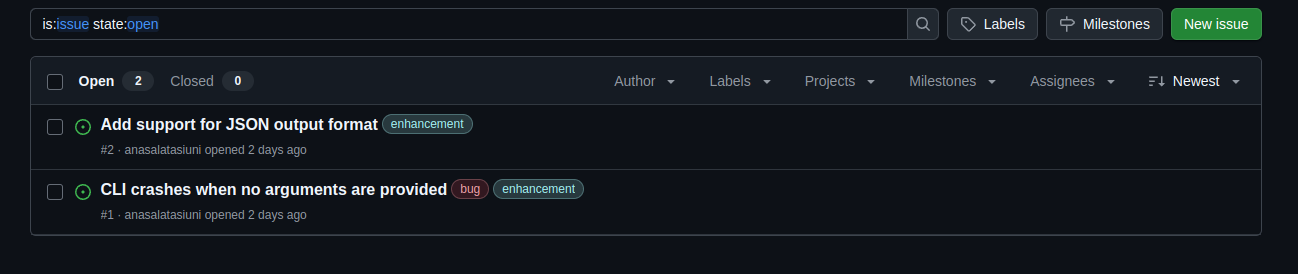 is:issue state:open
Labels
Milestones
New issue
Open 2 Closed 0 Author Labels Projects Milestones Assignees Newest
Add support for JSON output format enhancement
#2 · anasalatasiuni opened 2 days ago
CLI crashes when no arguments are provided bug enhancement
#1 · anasalatasiuni opened 2 days ago